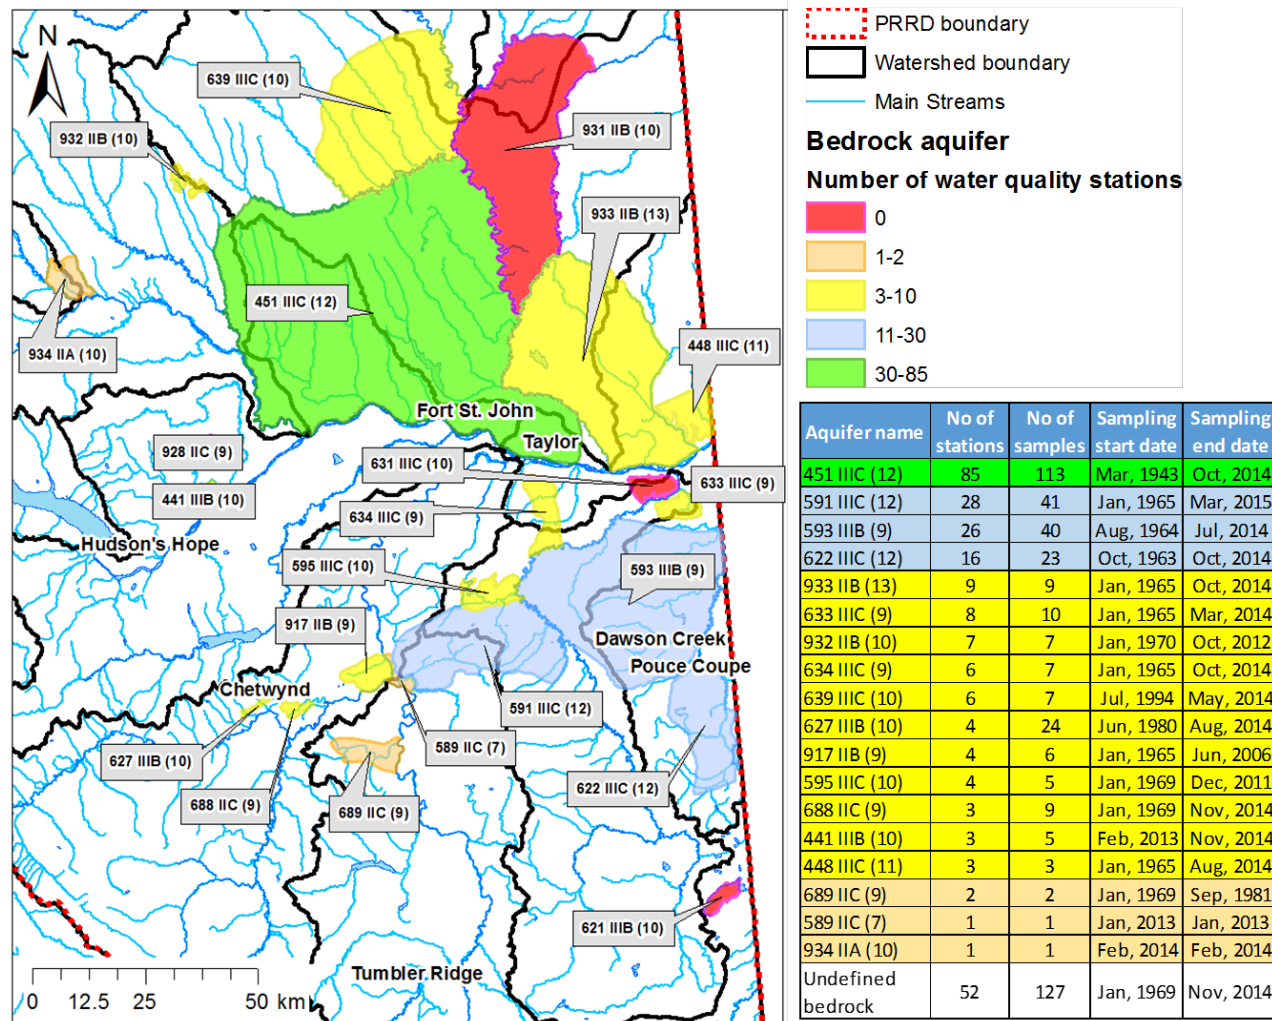 N
639 IIIC (10)
932 IIB (10)
931 IIB (10)
933 IIB (13)
451 IIIC (12)
934 IIA (10)
448 IIIC (11)
Fort St. John
Taylor
928 IIC (9)
631 IIIC (10)
633 IIIC (9)
441 IIIB (10)
634 IIIC (9)
Hudson's Hope
595 IIIC (10)
593 IIIB (9)
917 IIB (9)
Dawson Creek
Pouce Coupe
Chetwynd
591 IIIC (12)
627 IIIB (10)
589 IIC (7)
622 IIIC (12)
688 IIC (9)
689 IIC (9)
621 IIIB (10)
Tumbler Ridge
0 12.5 25 50 km
PRRD boundary
Watershed boundary
Main Streams
Bedrock aquifer
Number of water quality stations
0
1-2
3-10
11-30
30-85
Aquifer name No of stations No of samples Sampling start date Sampling end date
451 IIIC (12) 85 113 Mar, 1943 Oct, 2014
591 IIIC (12) 28 41 Jan, 1965 Mar, 2015
593 IIIB (9) 26 40 Aug, 1964 Jul, 2014
622 IIIC (12) 16 23 Oct, 1963 Oct, 2014
933 IIB (13) 9 9 Jan, 1965 Oct, 2014
633 IIIC (9) 8 10 Jan, 1965 Mar, 2014
932 IIB (10) 7 7 Jan, 1970 Oct, 2012
634 IIIC (9) 6 7 Jan, 1965 Oct, 2014
639 IIIC (10) 6 7 Jul, 1994 May, 2014
627 IIIB (10) 4 24 Jun, 1980 Aug, 2014
917 IIB (9) 4 6 Jan, 1965 Jun, 2006
595 IIIC (10) 4 5 Jan, 1969 Dec, 2011
688 IIC (9) 3 9 Jan, 1969 Nov, 2014
441 IIIB (10) 3 5 Feb, 2013 Nov, 2014
448 IIIC (11) 3 3 Jan, 1965 Aug, 2014
689 IIC (9) 2 2 Jan, 1969 Sep, 1981
589 IIC (7) 1 1 Jan, 2013 Jan, 2013
934 IIA (10) 1 1 Feb, 2014 Feb, 2014
Undefined bedrock 52 127 Jan, 1969 Nov, 2014